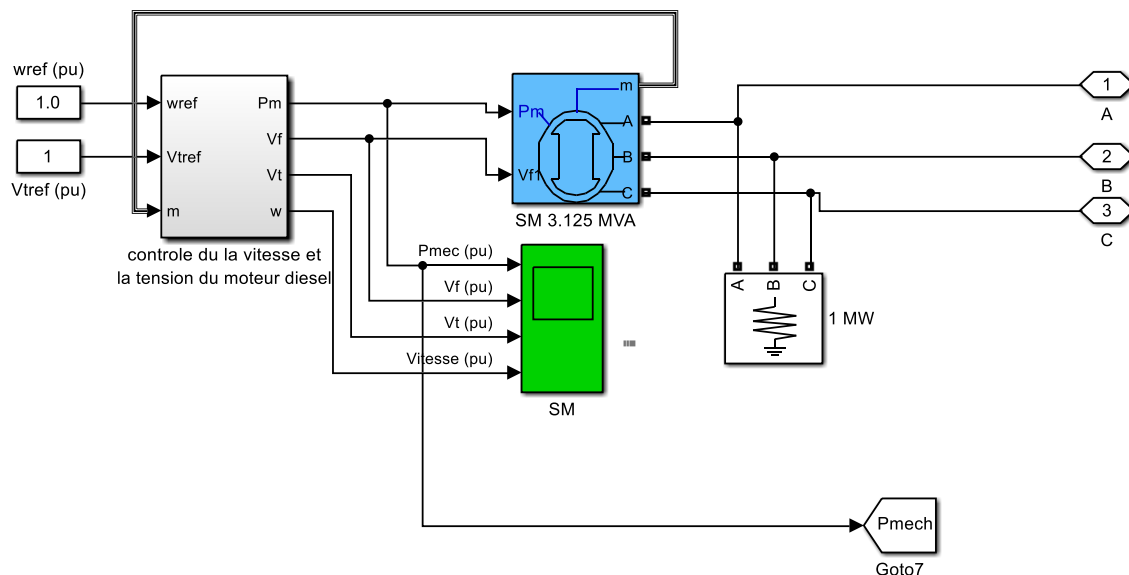 wref (pu)
1.0
1
Vtref (pu)
wref
Vtref
m
Pm
Vf
Vt
w
controle du la vitesse et
la tension du moteur diesel
Pm
Vf1
m
A
B
C
SM 3.125 MVA
Pmec (pu)
Vf (pu)
Vt (pu)
Vitesse (pu)
SM
A
B
C
1 MW
1
A
2
B
3
C
Pmech
Goto7